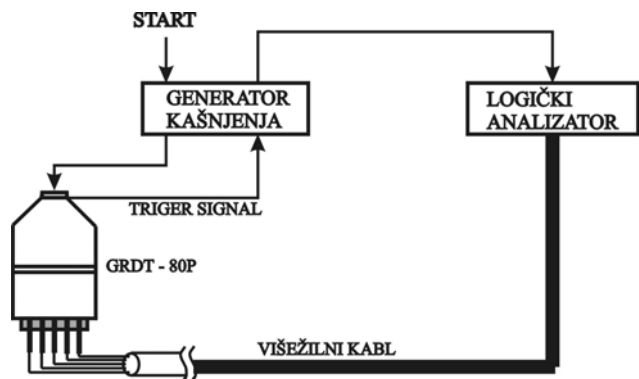 START
GENERATOR
KAŠNJENJA
LOGIČKI
ANALIZATOR
TRIGER SIGNAL
GRDT - 80P
VIŠEŽILNI KABL